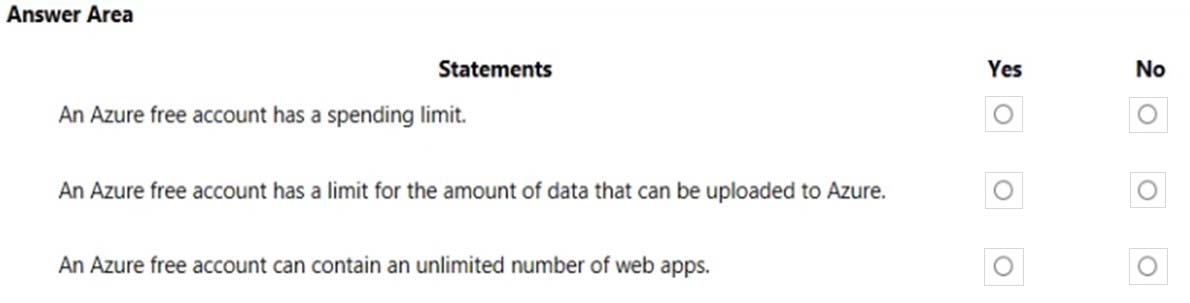 Answer Area
Statements Yes No
An Azure free account has a spending limit.
An Azure free account has a limit for the amount of data that can be uploaded to Azure.
An Azure free account can contain an unlimited number of web apps.